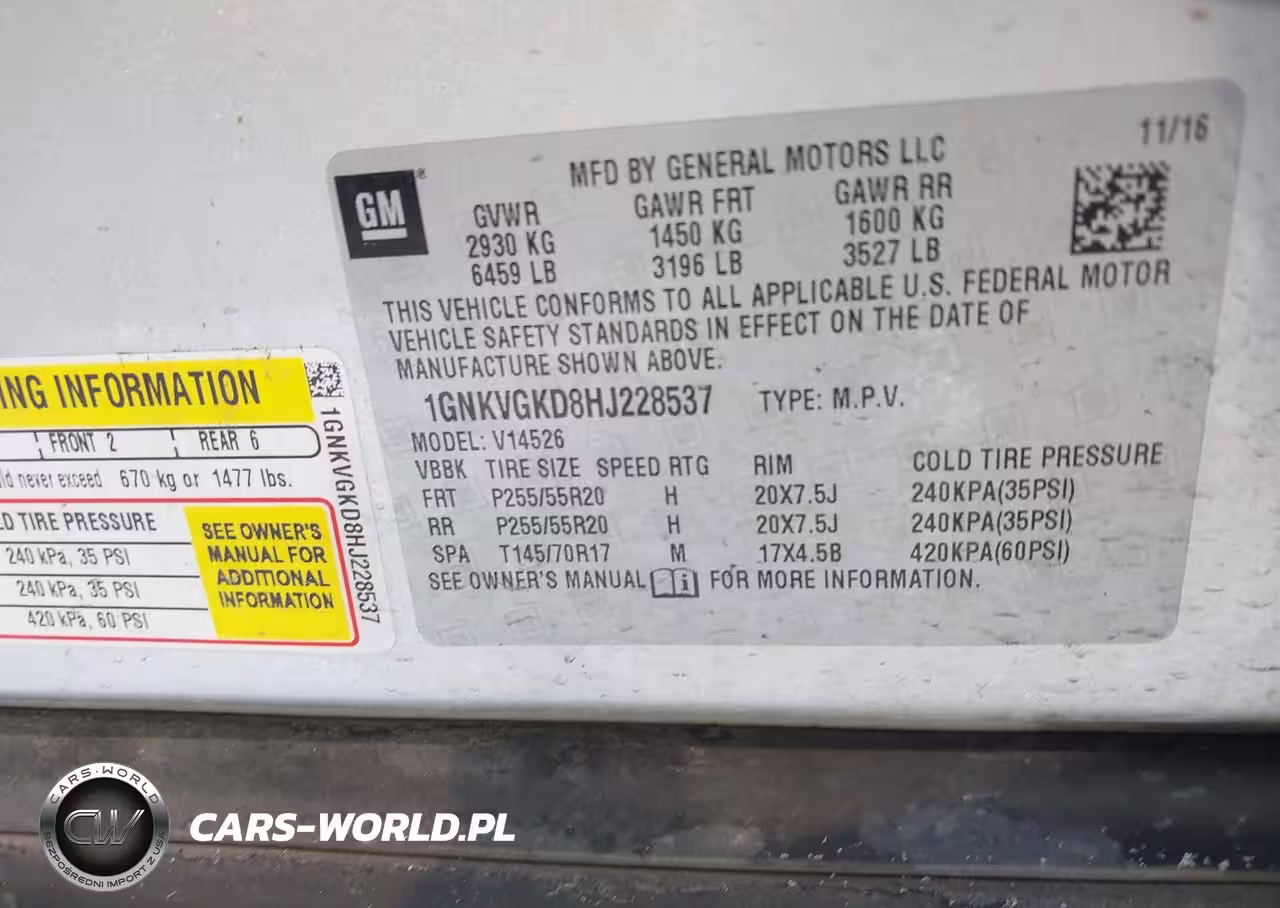 11/16
MFD BY GENERAL MOTORS LLC
GM®
GVWR GAWR FRT GAWR RR
2930 KG 1450 KG 1600 KG
6459 LB 3196 LB 3527 LB
THIS VEHICLE CONFORMS TO ALL APPLICABLE U.S. FEDERAL MOTOR
VEHICLE SAFETY STANDARDS IN EFFECT ON THE DATE OF
MANUFACTURE SHOWN ABOVE.
1GNKVGKD8HJ228537 TYPE: M.P.V.
MODEL: V14526
VBBK TIRE SIZE SPEED RTG RIM COLD TIRE PRESSURE
FRT P255/55R20 H 20X7.5J 240KPA(35PSI)
RR P255/55R20 H 20X7.5J 240KPA(35PSI)
SPA T145/70R17 M 17X4.5B 420KPA(60PSI)
SEE OWNER'S MANUAL FOR MORE INFORMATION.
ING INFORMATION
FRONT 2 REAR 6
ld never exceed 670 kg or 1477 lbs.
D TIRE PRESSURE
240 kPa, 35 PSI
240 kPa, 35 PSI
420 kPa, 60 PSI
SEE OWNER'S
MANUAL FOR
ADDITIONAL
INFORMATION
1GNKVGKD8HJ228537
CARS-WORLD
CW
BEZPOŚREDNI IMPORT Z USA
CARS-WORLD.PL